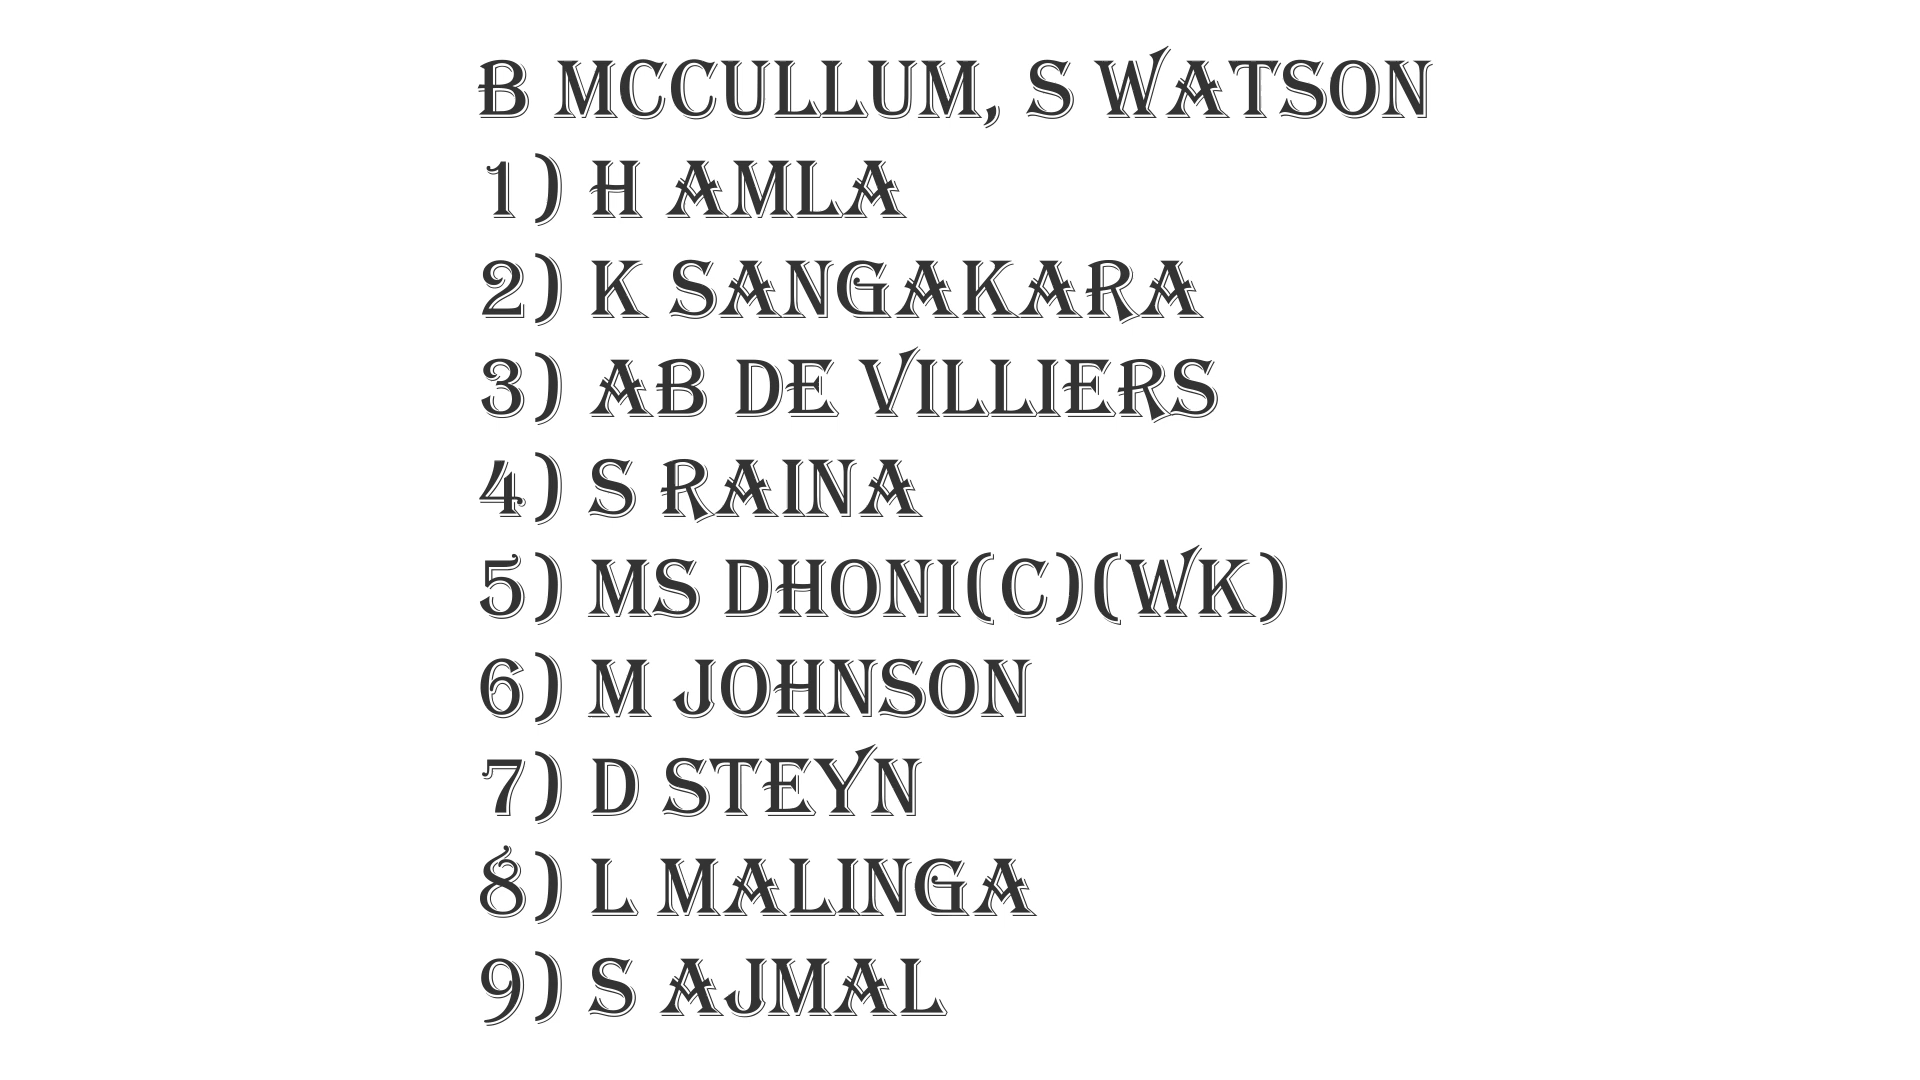 B MCCULLUM, S WATSON
1) H AMLA
2) K SANGAKARA
3) AB DE VILLIERS
4) S RAINA
5) MS DHONI(C)(WK)
6) M JOHNSON
7) D STEYN
8) L MALINGA
9) S AJMAL